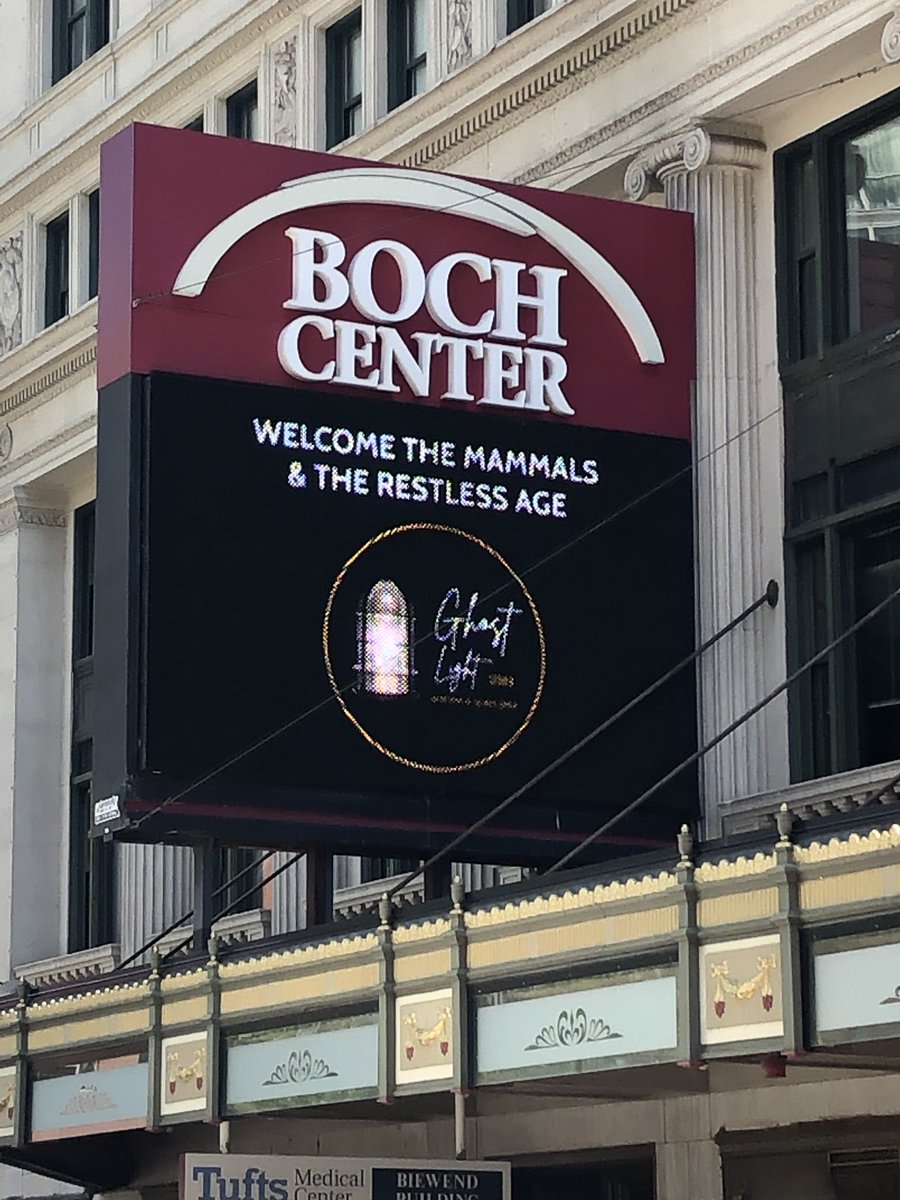 BOCH
CENTER
WELCOME THE MAMMALS
& THE RESTLESS AGE
Ghost
Light
Tufts Medical
Center
BIEWEND
BUILDING